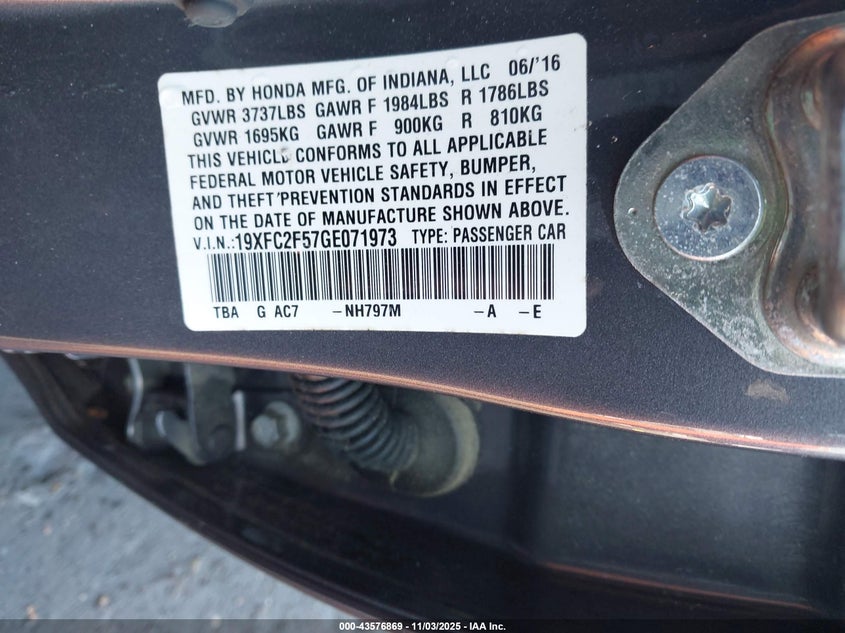 MFD. BY HONDA MFG. OF INDIANA, LLC 06/'16
GVWR 3737LBS GAWR F 1984LBS R 1786LBS
GVWR 1695KG GAWR F 900KG R 810KG
THIS VEHICLE CONFORMS TO ALL APPLICABLE
FEDERAL MOTOR VEHICLE SAFETY, BUMPER,
AND THEFT PREVENTION STANDARDS IN EFFECT
ON THE DATE OF MANUFACTURE SHOWN ABOVE.
V.I.N.:19XFC2F57GE071973 TYPE: PASSENGER CAR
TBA G AC7 -NH797M -A -E
000-43576869 - 11/03/2025 - IAA Inc.